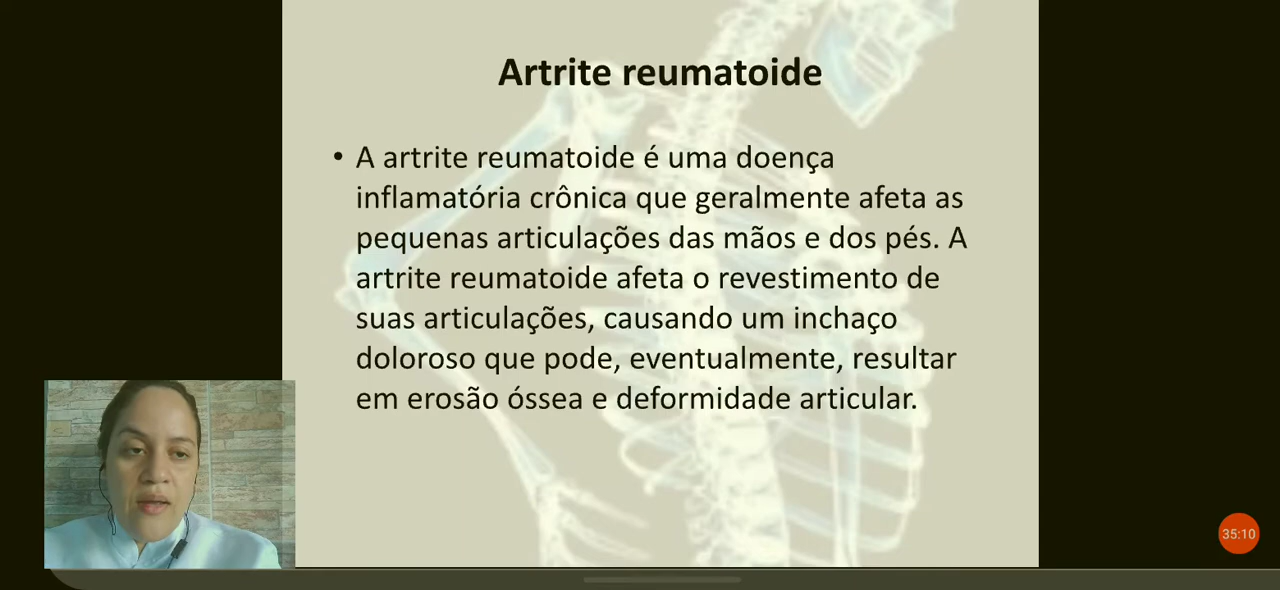 Artrite reumatoide
• A artrite reumatoide é uma doença
inflamatória crônica que geralmente afeta as
pequenas articulações das mãos e dos pés. A
artrite reumatoide afeta o revestimento de
suas articulações, causando um inchaço
doloroso que pode, eventualmente, resultar
em erosão óssea e deformidade articular.
35:10